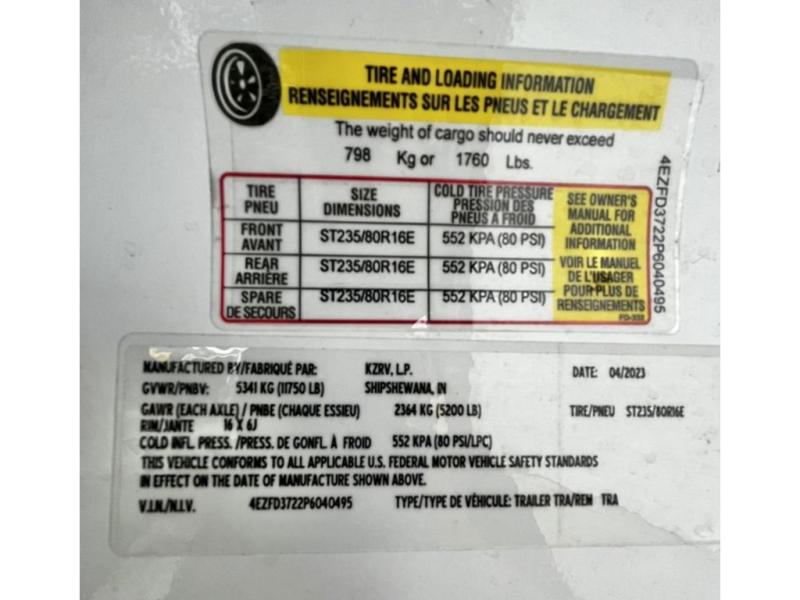 TIRE AND LOADING INFORMATION
RENSEIGNEMENTS SUR LES PNEUS ET LE CHARGEMENT
The weight of cargo should never exceed
798 Kg or 1760 Lbs.
TIRE PNEU SIZE DIMENSIONS COLD TIRE PRESSURE PRESSION DES PNEUS A FROID
FRONT AVANT ST235/80R16E 552 KPA (80 PSI)
REAR ARRIÈRE ST235/80R16E 552 KPA (80 PSI)
SPARE DE SECOURS ST235/80R16E 552 KPA (80 PSI)
SEE OWNER'S
MANUAL FOR
ADDITIONAL
INFORMATION
VOIR LE MANUEL
DE L'USAGER
POUR PLUS DE
RENSEIGNEMENTS
4EZFD3722P6040495
MANUFACTURED BY/FABRIQUÉ PAR: KZRV, L.P. DATE: 04/2023
GVWR/PNBV: 5341 KG (11750 LB) SHIPSHEWANA, IN
GAWR (EACH AXLE) / PNBE (CHAQUE ESSIEU) 2364 KG (5200 LB) TIRE/PNEU ST235/80R16E
RIM/JANTE 16 X 6J
COLD INFL. PRESS. /PRESS. DE GONFL. À FROID 552 KPA (80 PSI/LPC)
THIS VEHICLE CONFORMS TO ALL APPLICABLE U.S. FEDERAL MOTOR VEHICLE SAFETY STANDARDS
IN EFFECT ON THE DATE OF MANUFACTURE SHOWN ABOVE.
V.I.N./N.I.V. 4EZFD3722P6040495 TYPE/TYPE DE VÉHICULE: TRAILER TRA/REM TRA